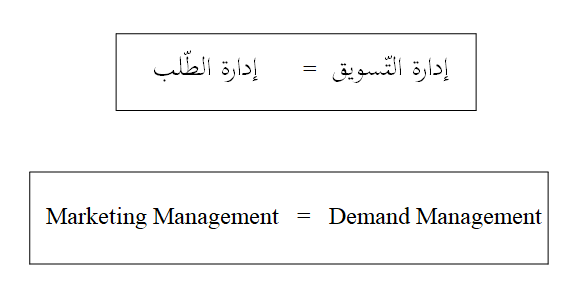 إدارة التّسويق = إدارة الطّلب
Marketing Management = Demand Management